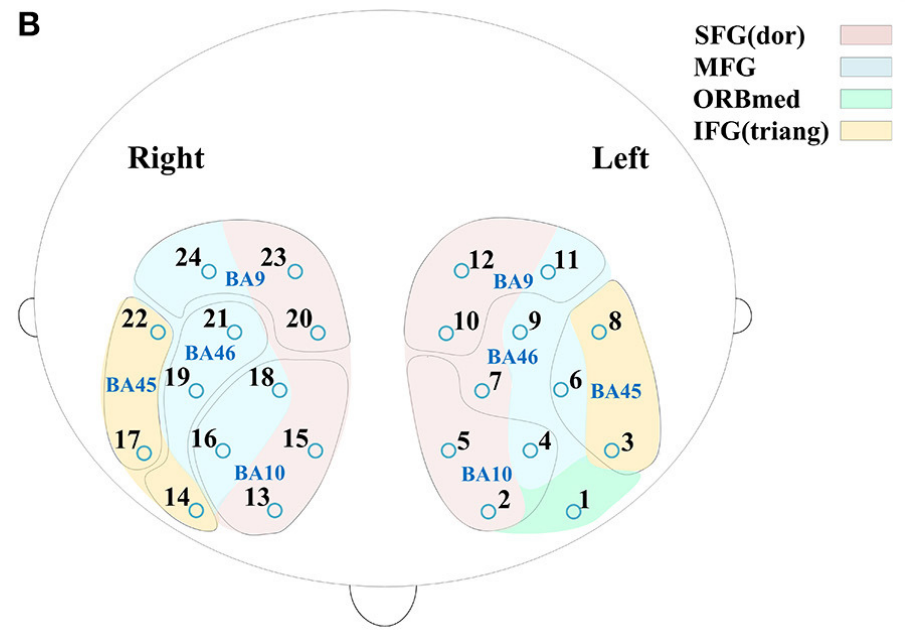 B
SFG(dor)
MFG
ORBmed
IFG(triang)
Right
Left
24
23
BA9
22
21
20
BA46
BA45
19
18
17
16
15
BA10
14
13
12
11
BA9
10
9
8
BA46
7
6
BA45
5
4
3
BA10
2
1